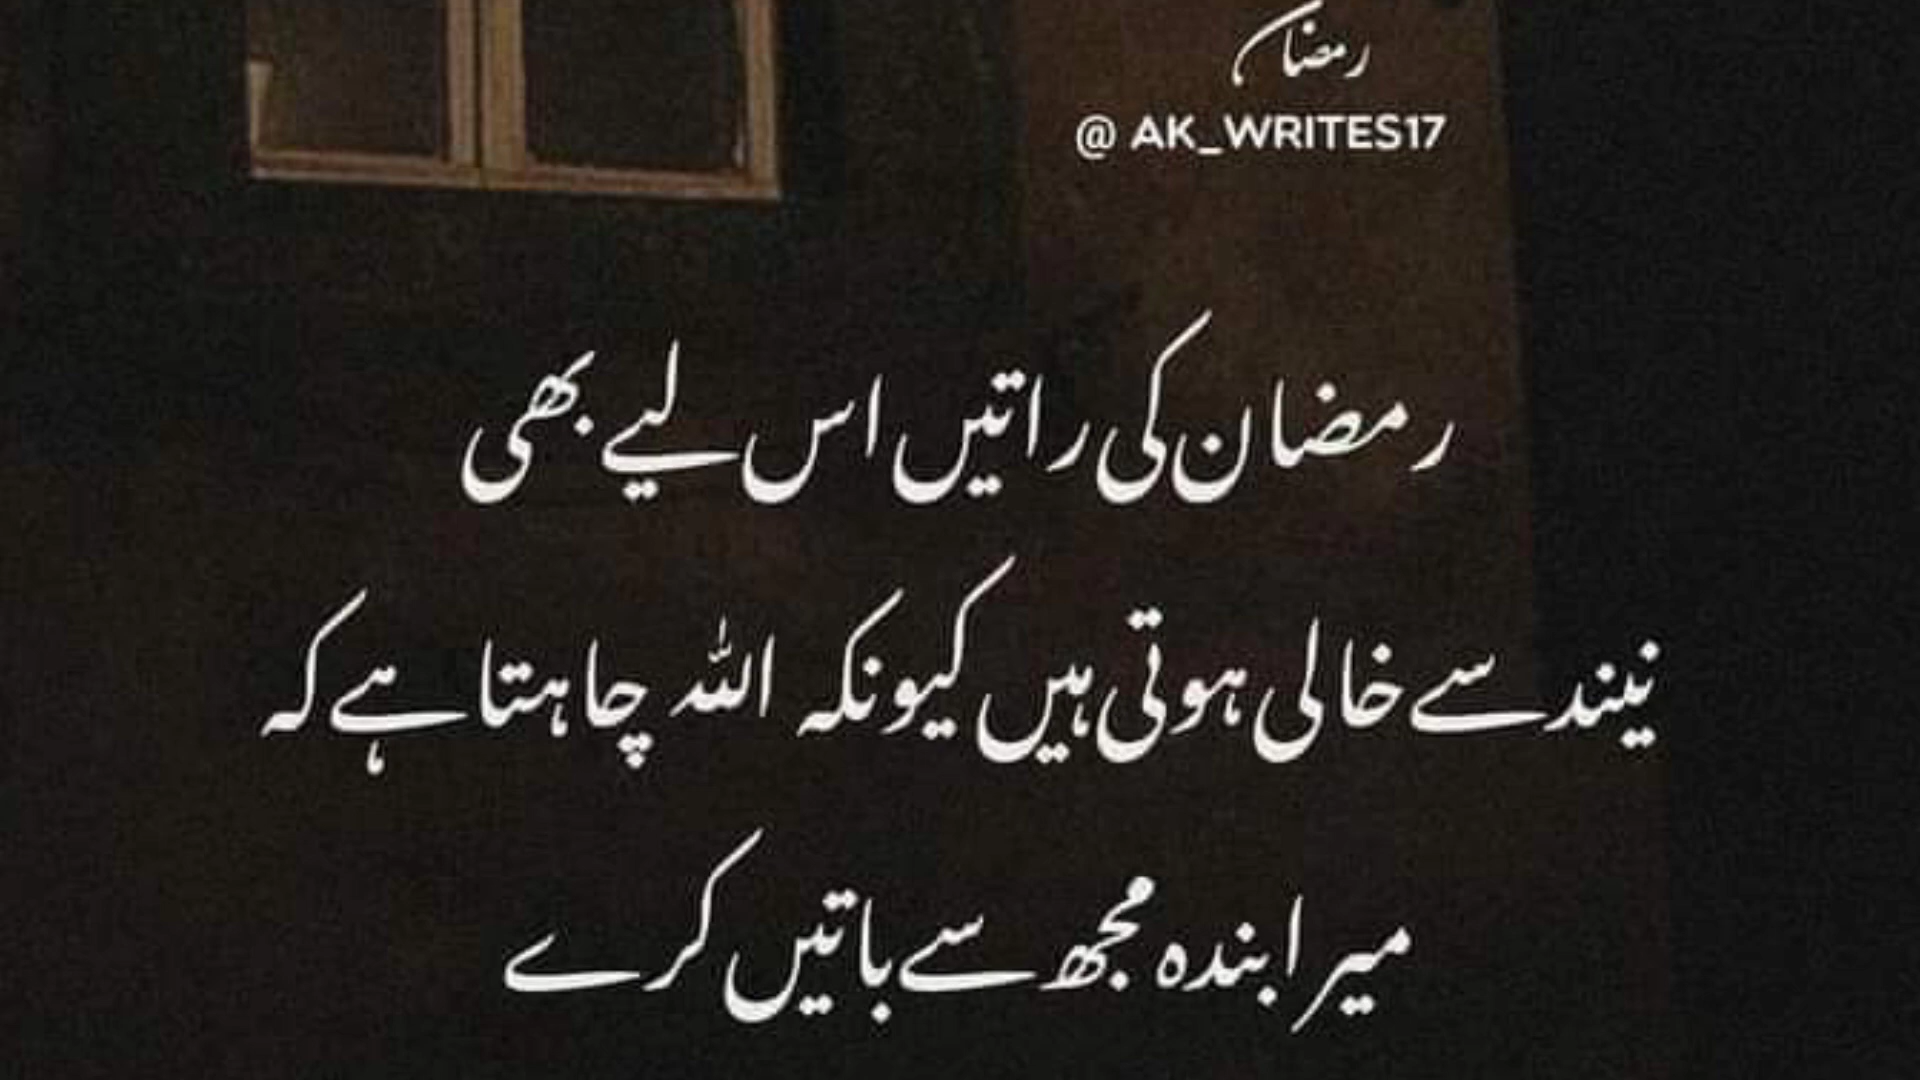 رمضان
@ AK_WRITES17
رمضان کی راتیں اس لیے بھی
نیند سے خالی ہوتی ہیں کیونکہ اللہ چاہتا ہے کہ
میرا بندہ مجھ سے باتیں کرے